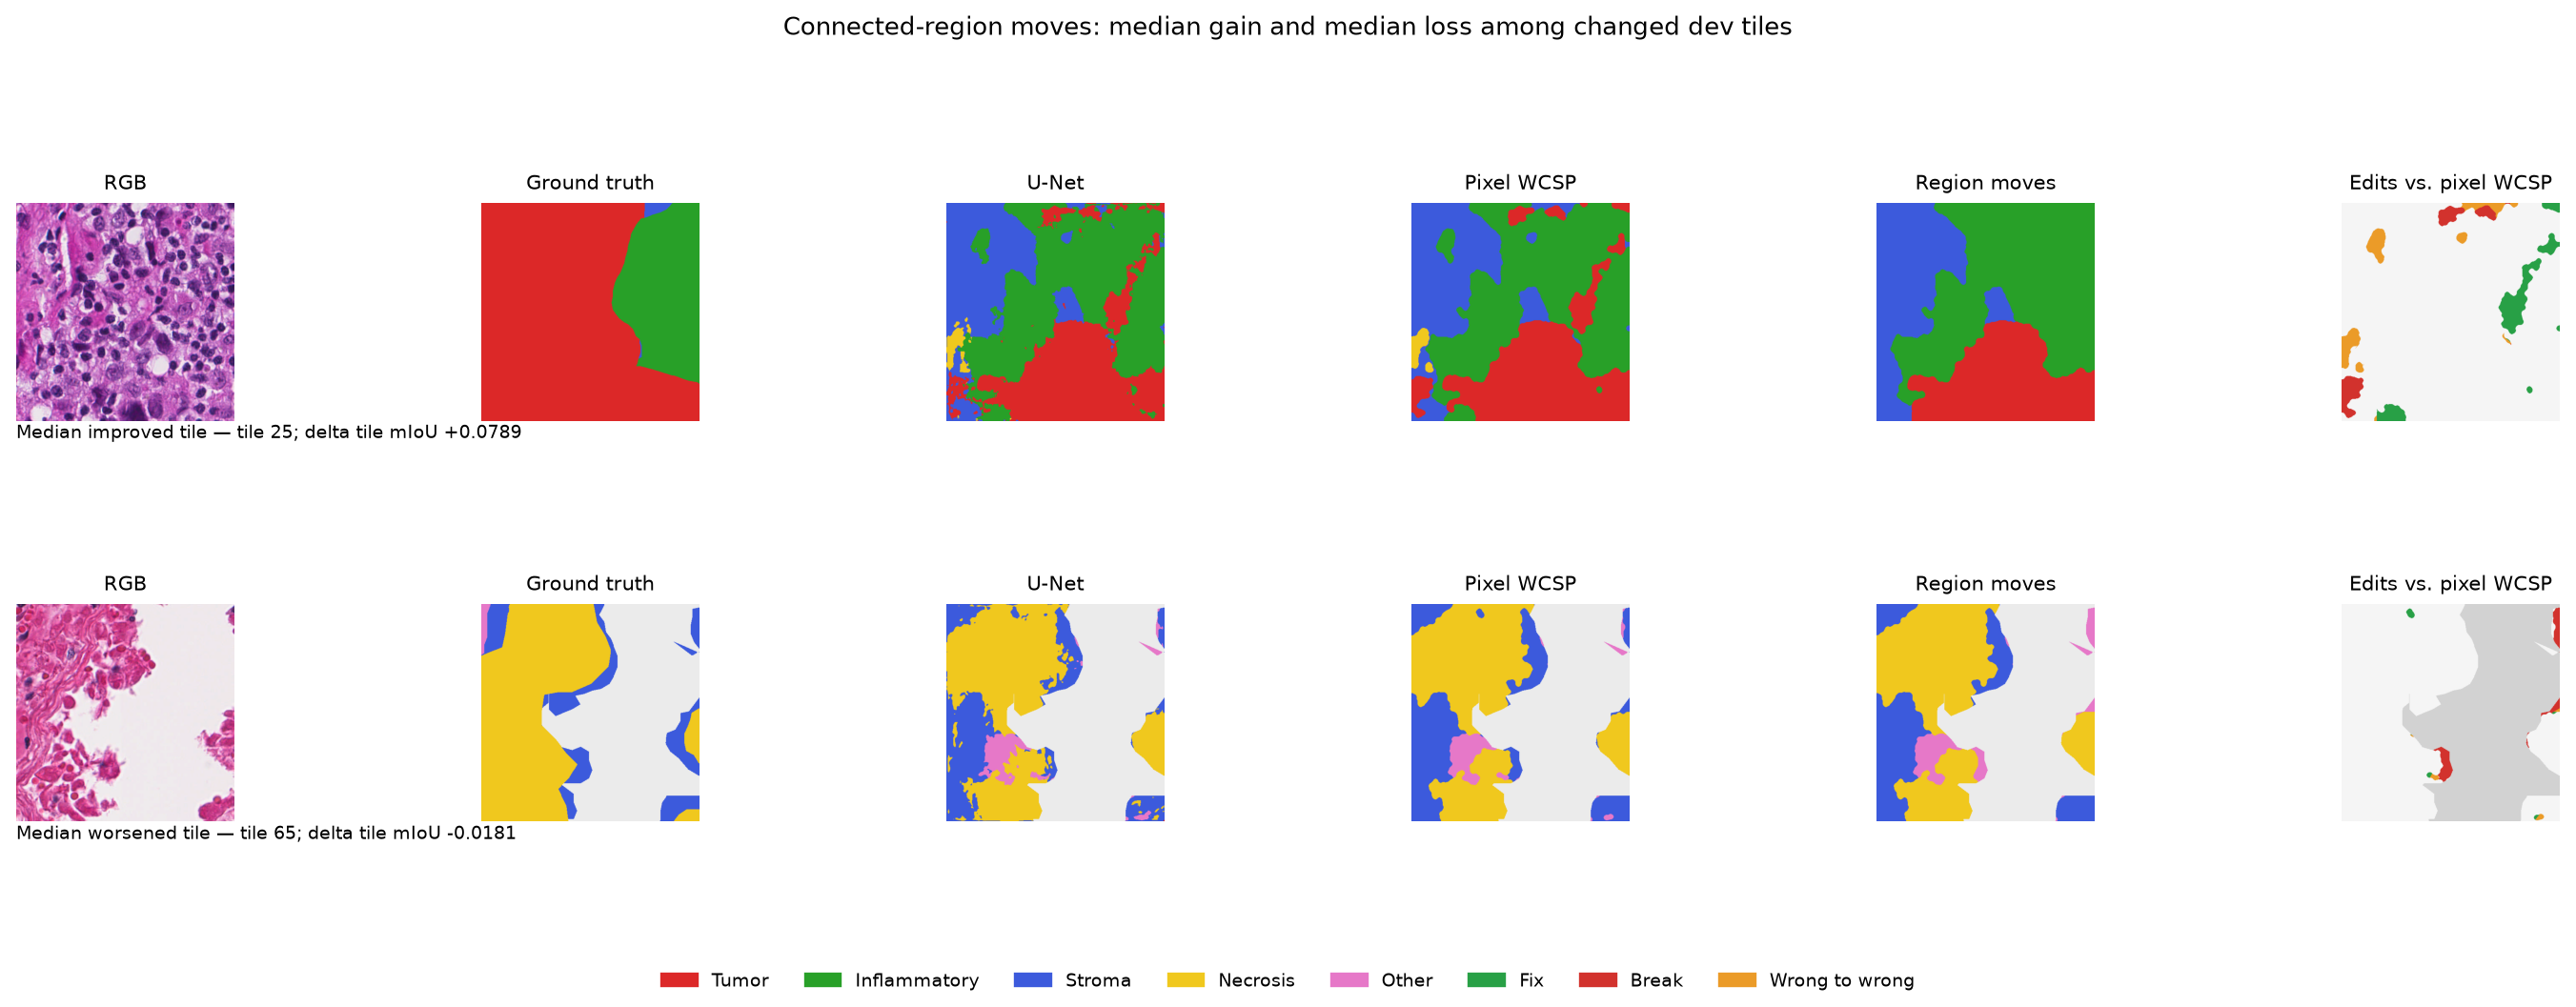 Connected-region moves: median gain and median loss among changed dev tiles
RGB
Ground truth
U-Net
Pixel WCSP
Region moves
Edits vs. pixel WCSP
Median improved tile — tile 25; delta tile mIoU +0.0789
RGB
Ground truth
U-Net
Pixel WCSP
Region moves
Edits vs. pixel WCSP
Median worsened tile — tile 65; delta tile mIoU -0.0181
Tumor
Inflammatory
Stroma
Necrosis
Other
Fix
Break
Wrong to wrong